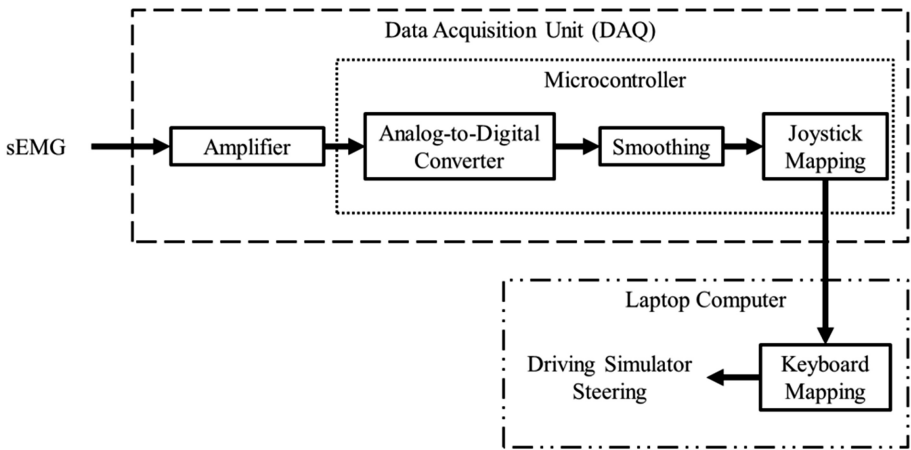 Data Acquisition Unit (DAQ)
Microcontroller
sEMG
Amplifier
Analog-to-Digital
Converter
Smoothing
Joystick
Mapping
Laptop Computer
Driving Simulator
Steering
Keyboard
Mapping